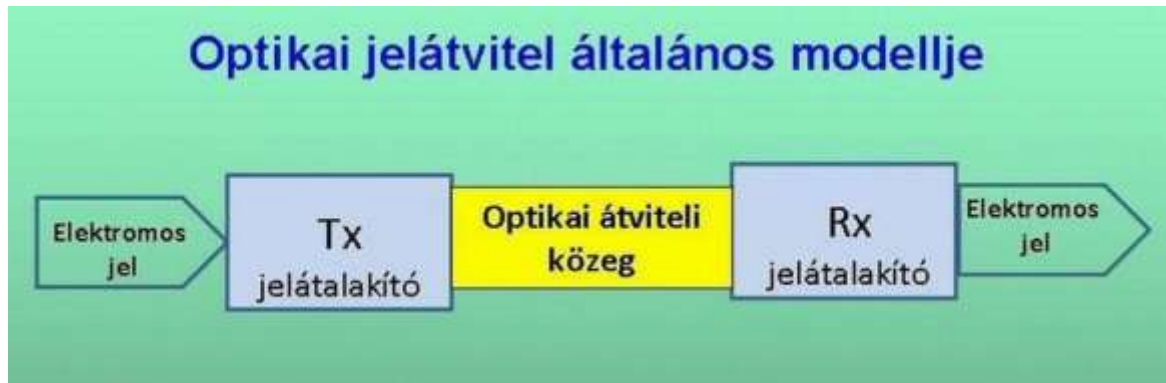 Optikai jelátvitel általános modellje
Elektromos
jel
Tx
jelátalakító
Optikai átviteli
közeg
Rx
jelátalakító
Elektromos
jel